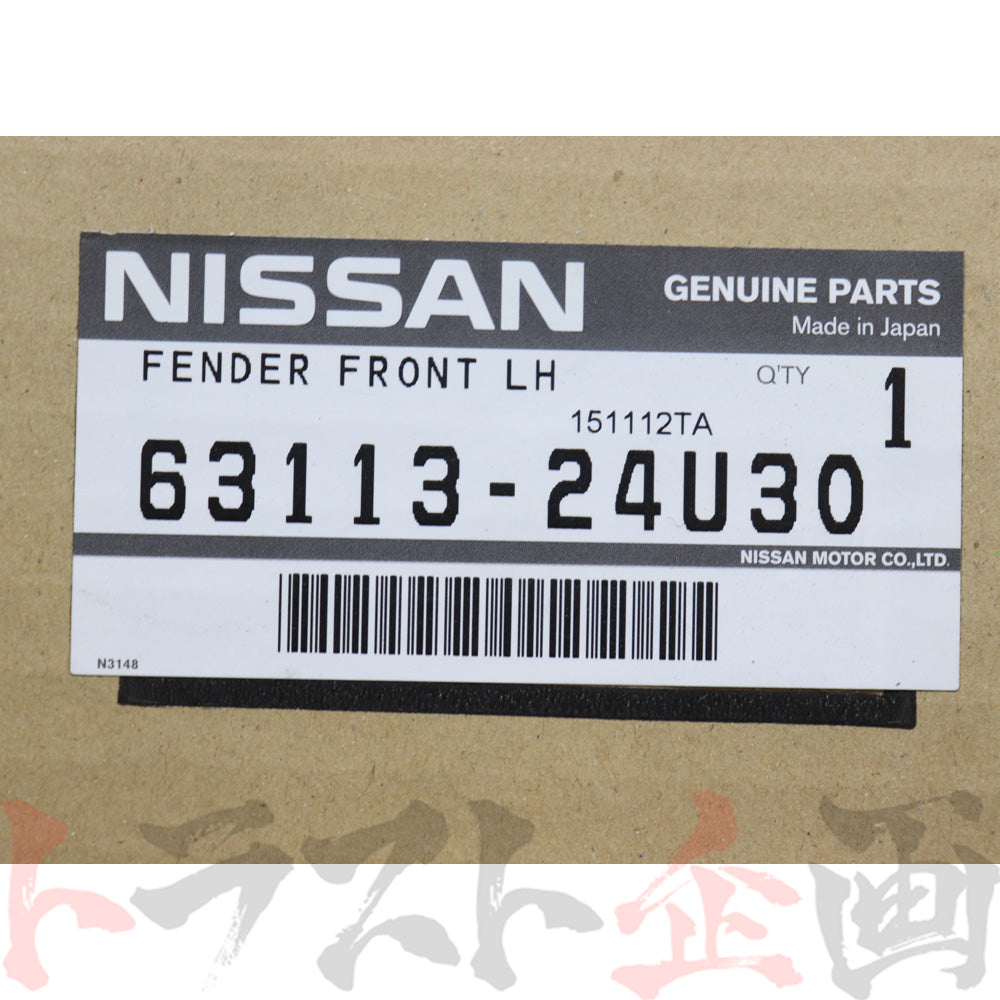 NISSAN
GENUINE PARTS
Made in Japan
FENDER FRONT LH
Q'TY 1
151112TA
63113-24U30
NISSAN MOTOR CO.,LTD.
N3148
トラスト企画